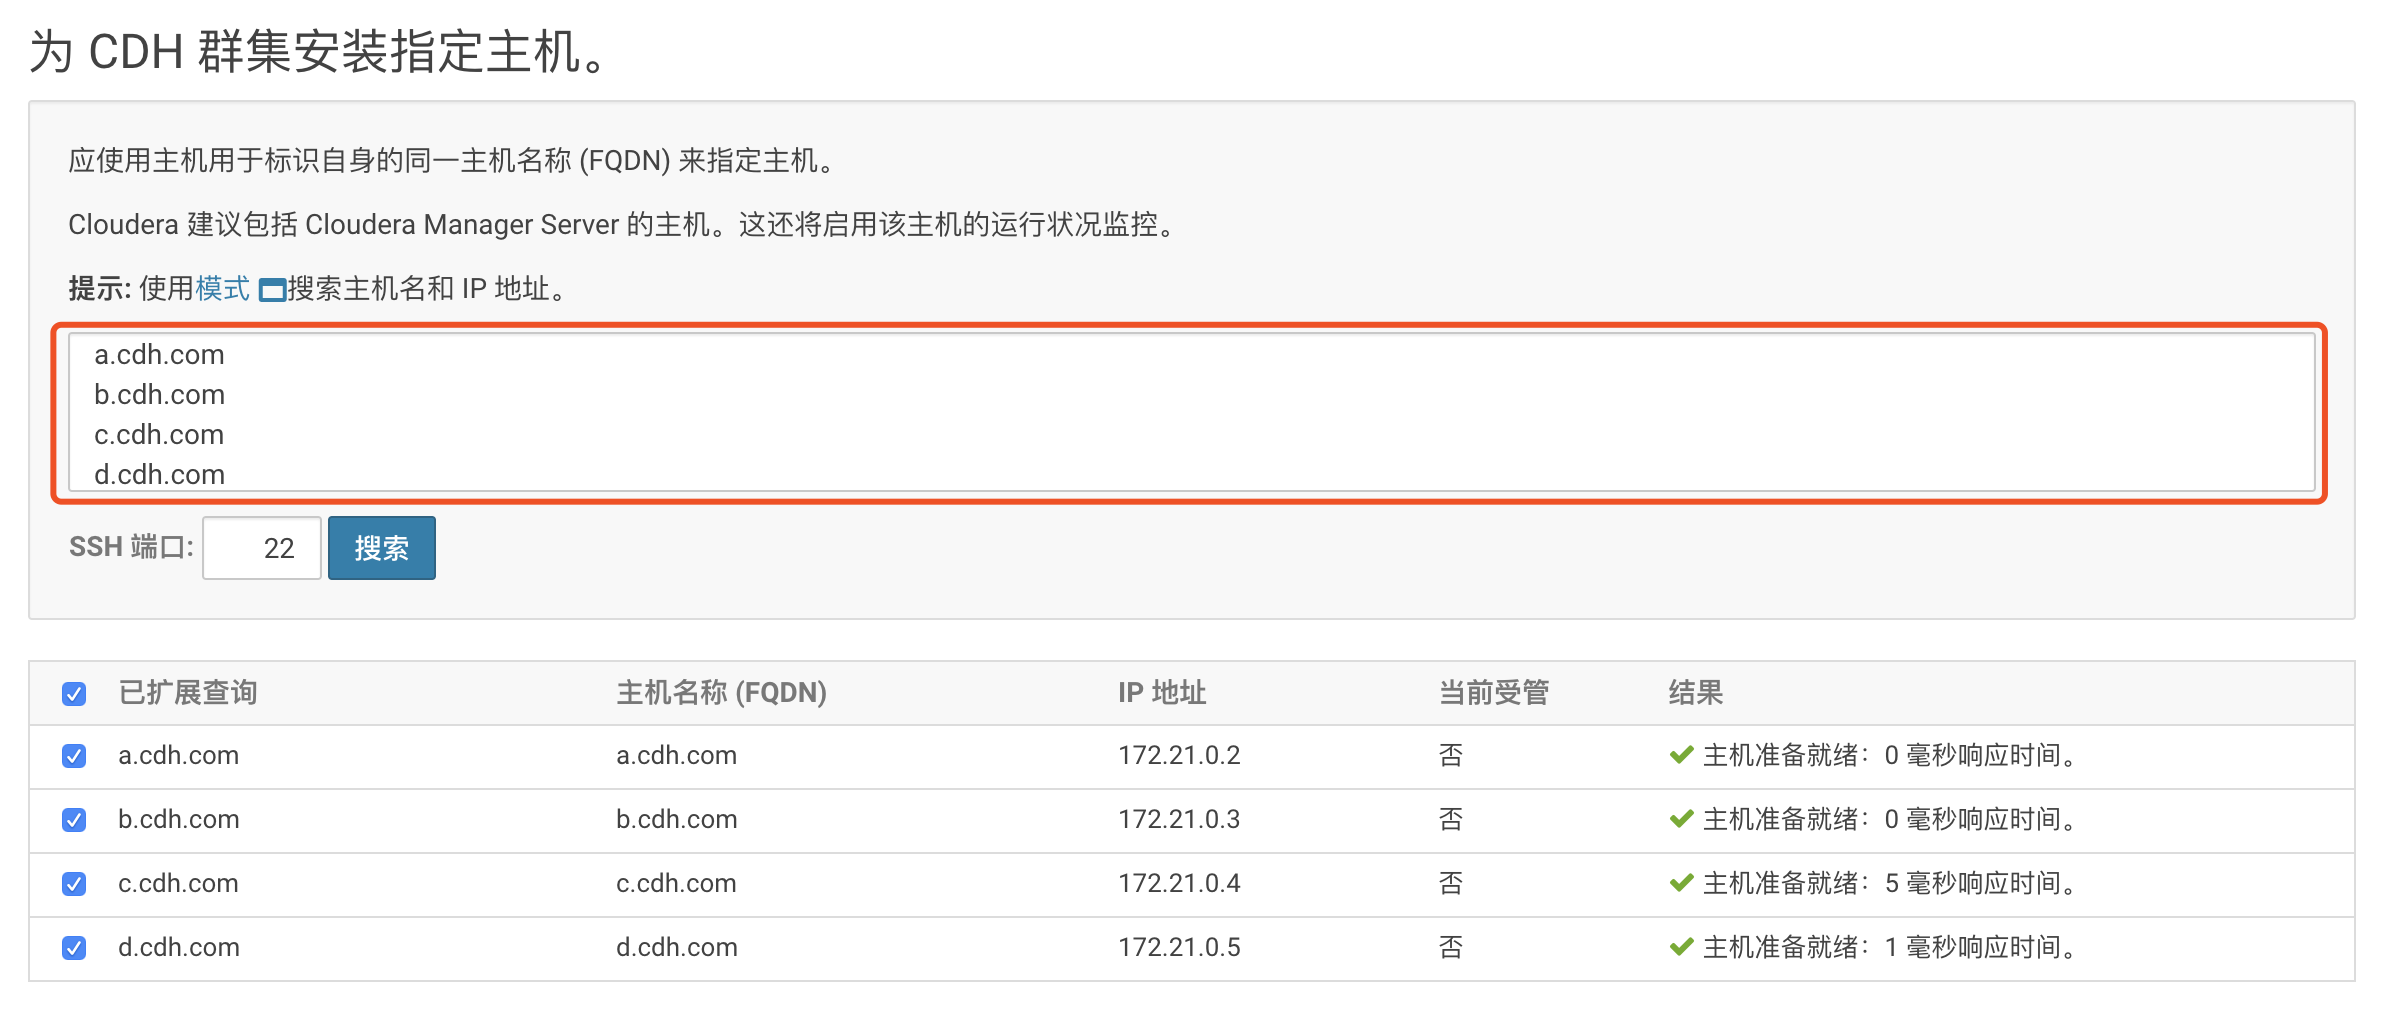 为 CDH 群集安装指定主机。
应使用主机用于标识自身的同一主机名称 (FQDN) 来指定主机。
Cloudera 建议包括 Cloudera Manager Server 的主机。这还将启用该主机的运行状况监控。
提示: 使用模式 搜索主机名和 IP 地址。
a.cdh.com
b.cdh.com
c.cdh.com
d.cdh.com
SSH 端口: 22 搜索
已扩展查询 主机名称 (FQDN) IP 地址 当前受管 结果
a.cdh.com a.cdh.com 172.21.0.2 否 主机准备就绪：0 毫秒响应时间。
b.cdh.com b.cdh.com 172.21.0.3 否 主机准备就绪：0 毫秒响应时间。
c.cdh.com c.cdh.com 172.21.0.4 否 主机准备就绪：5 毫秒响应时间。
d.cdh.com d.cdh.com 172.21.0.5 否 主机准备就绪：1 毫秒响应时间。